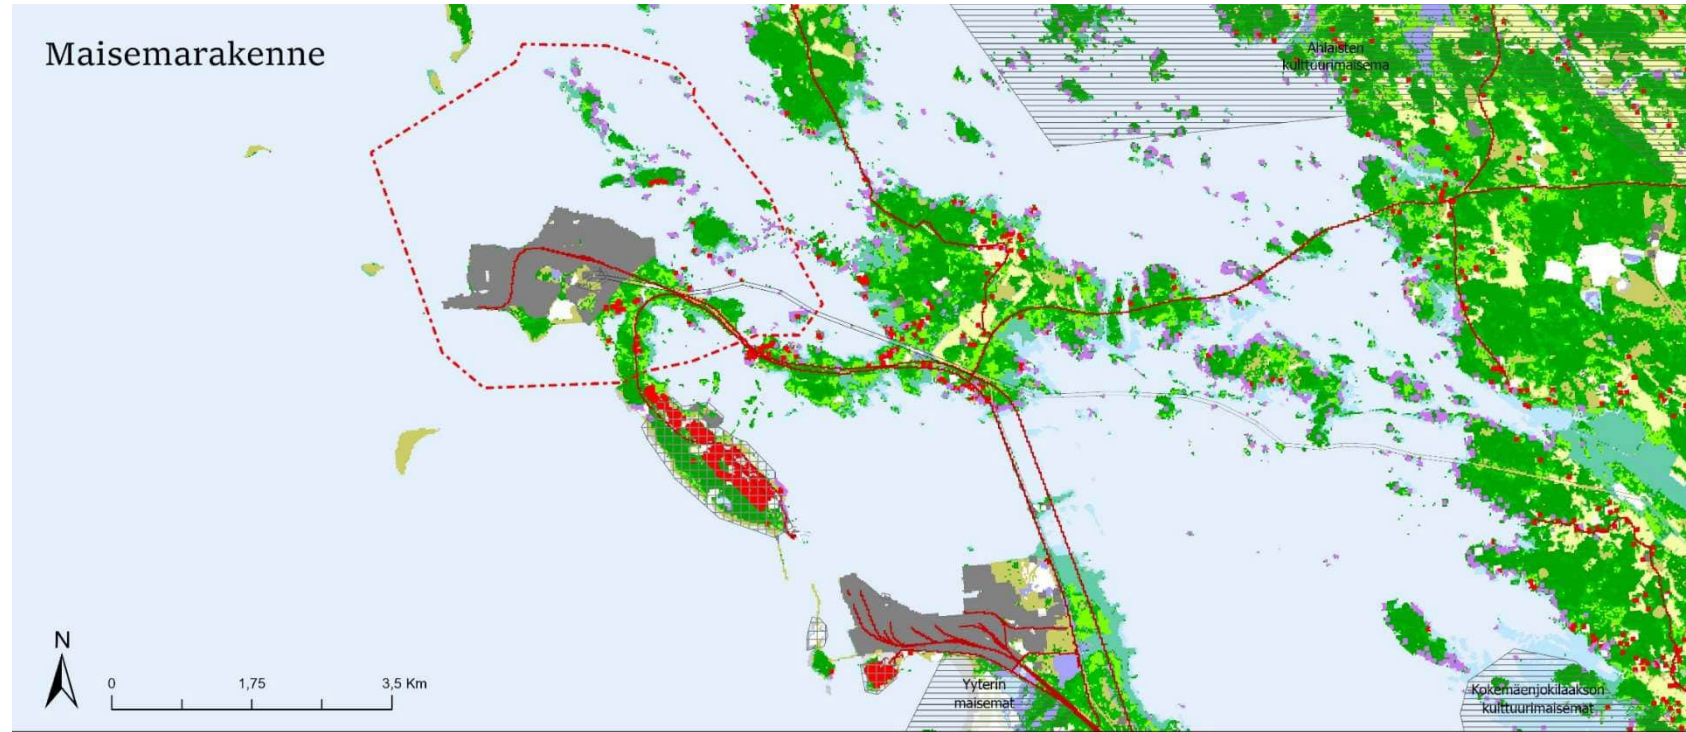 Maisemarakenne
Ahlaisten
kulttuurimaisema
N
0 1,75 3,5 Km
Yyterin
maisemat
Kokemäenjokilaakson
kulttuurimaisemat